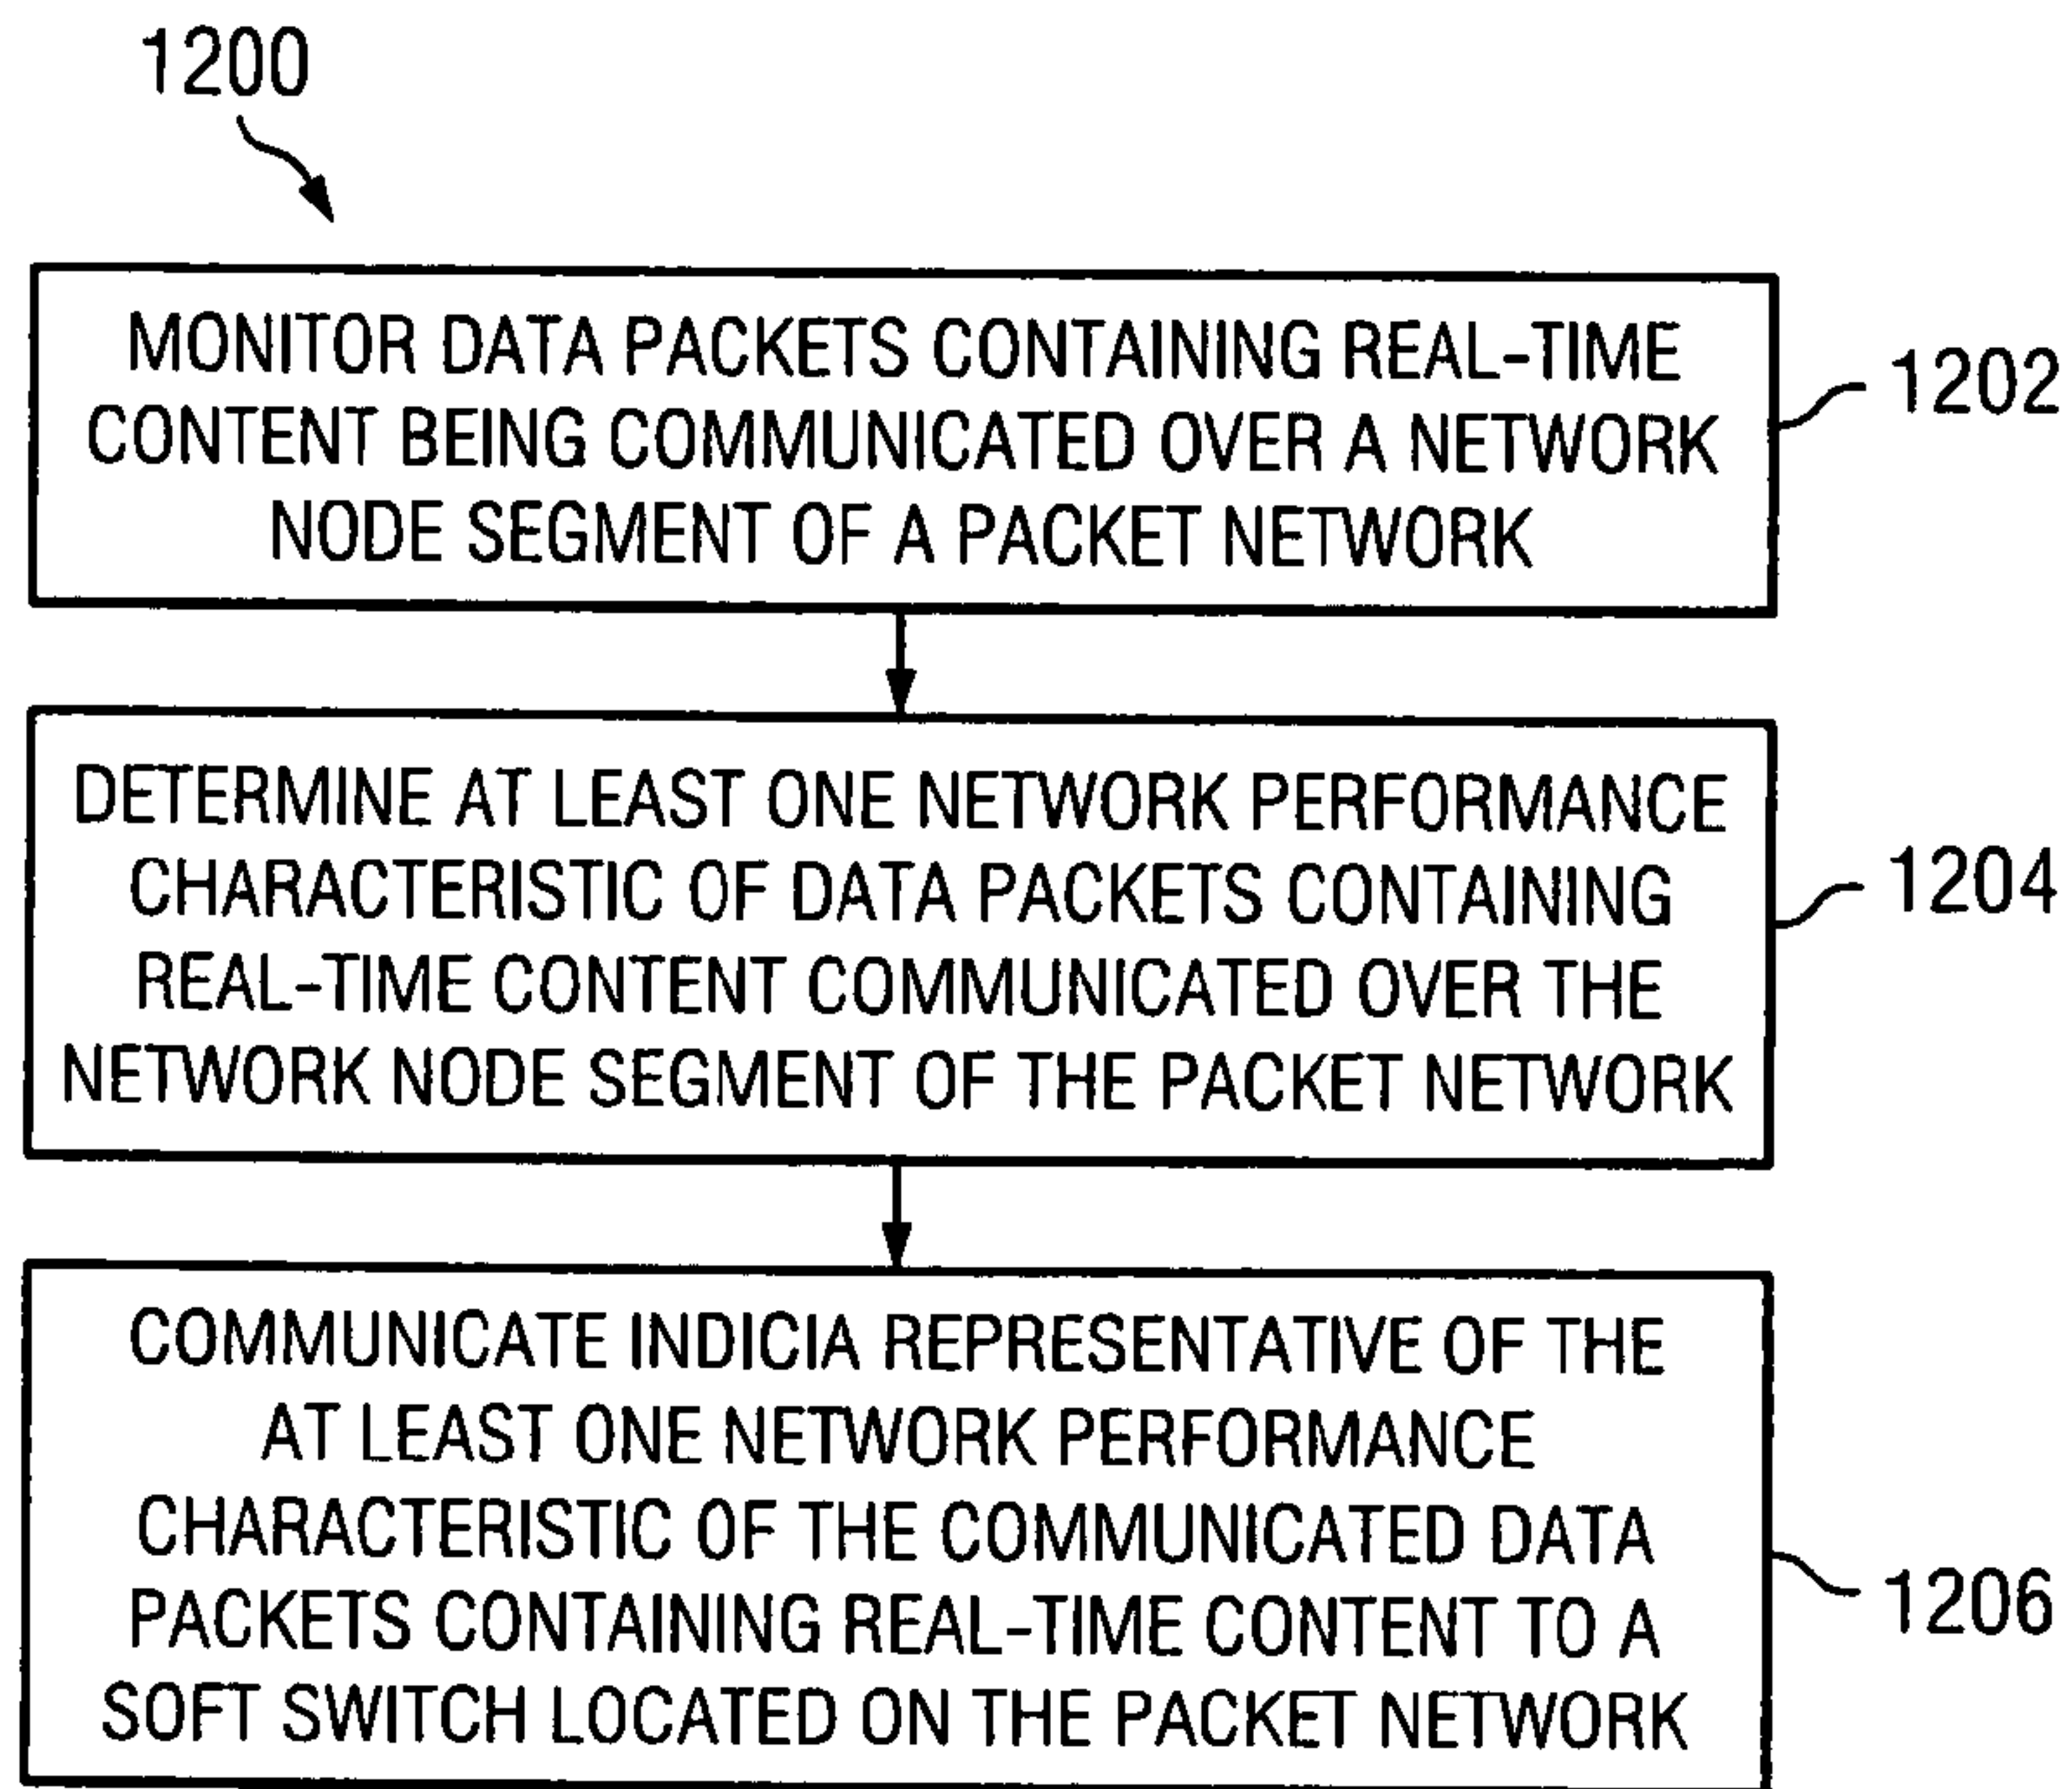 1200
MONITOR DATA PACKETS CONTAINING REAL-TIME
CONTENT BEING COMMUNICATED OVER A NETWORK
NODE SEGMENT OF A PACKET NETWORK
1202
DETERMINE AT LEAST ONE NETWORK PERFORMANCE
CHARACTERISTIC OF DATA PACKETS CONTAINING
REAL-TIME CONTENT COMMUNICATED OVER THE
NETWORK NODE SEGMENT OF THE PACKET NETWORK
1204
COMMUNICATE INDICIA REPRESENTATIVE OF THE
AT LEAST ONE NETWORK PERFORMANCE
CHARACTERISTIC OF THE COMMUNICATED DATA
PACKETS CONTAINING REAL-TIME CONTENT TO A
SOFT SWITCH LOCATED ON THE PACKET NETWORK
1206